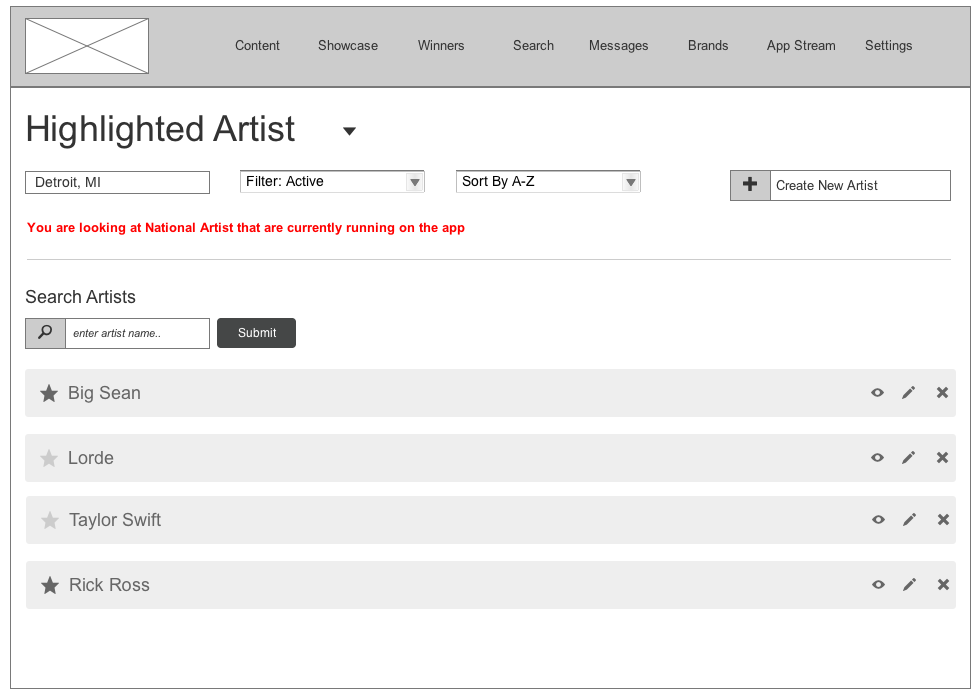 Content Showcase Winners Search Messages Brands App Stream Settings
Highlighted Artist
Detroit, MI Filter: Active Sort By A-Z Create New Artist
You are looking at National Artist that are currently running on the app
Search Artists
enter artist name.. Submit
Big Sean
Lorde
Taylor Swift
Rick Ross